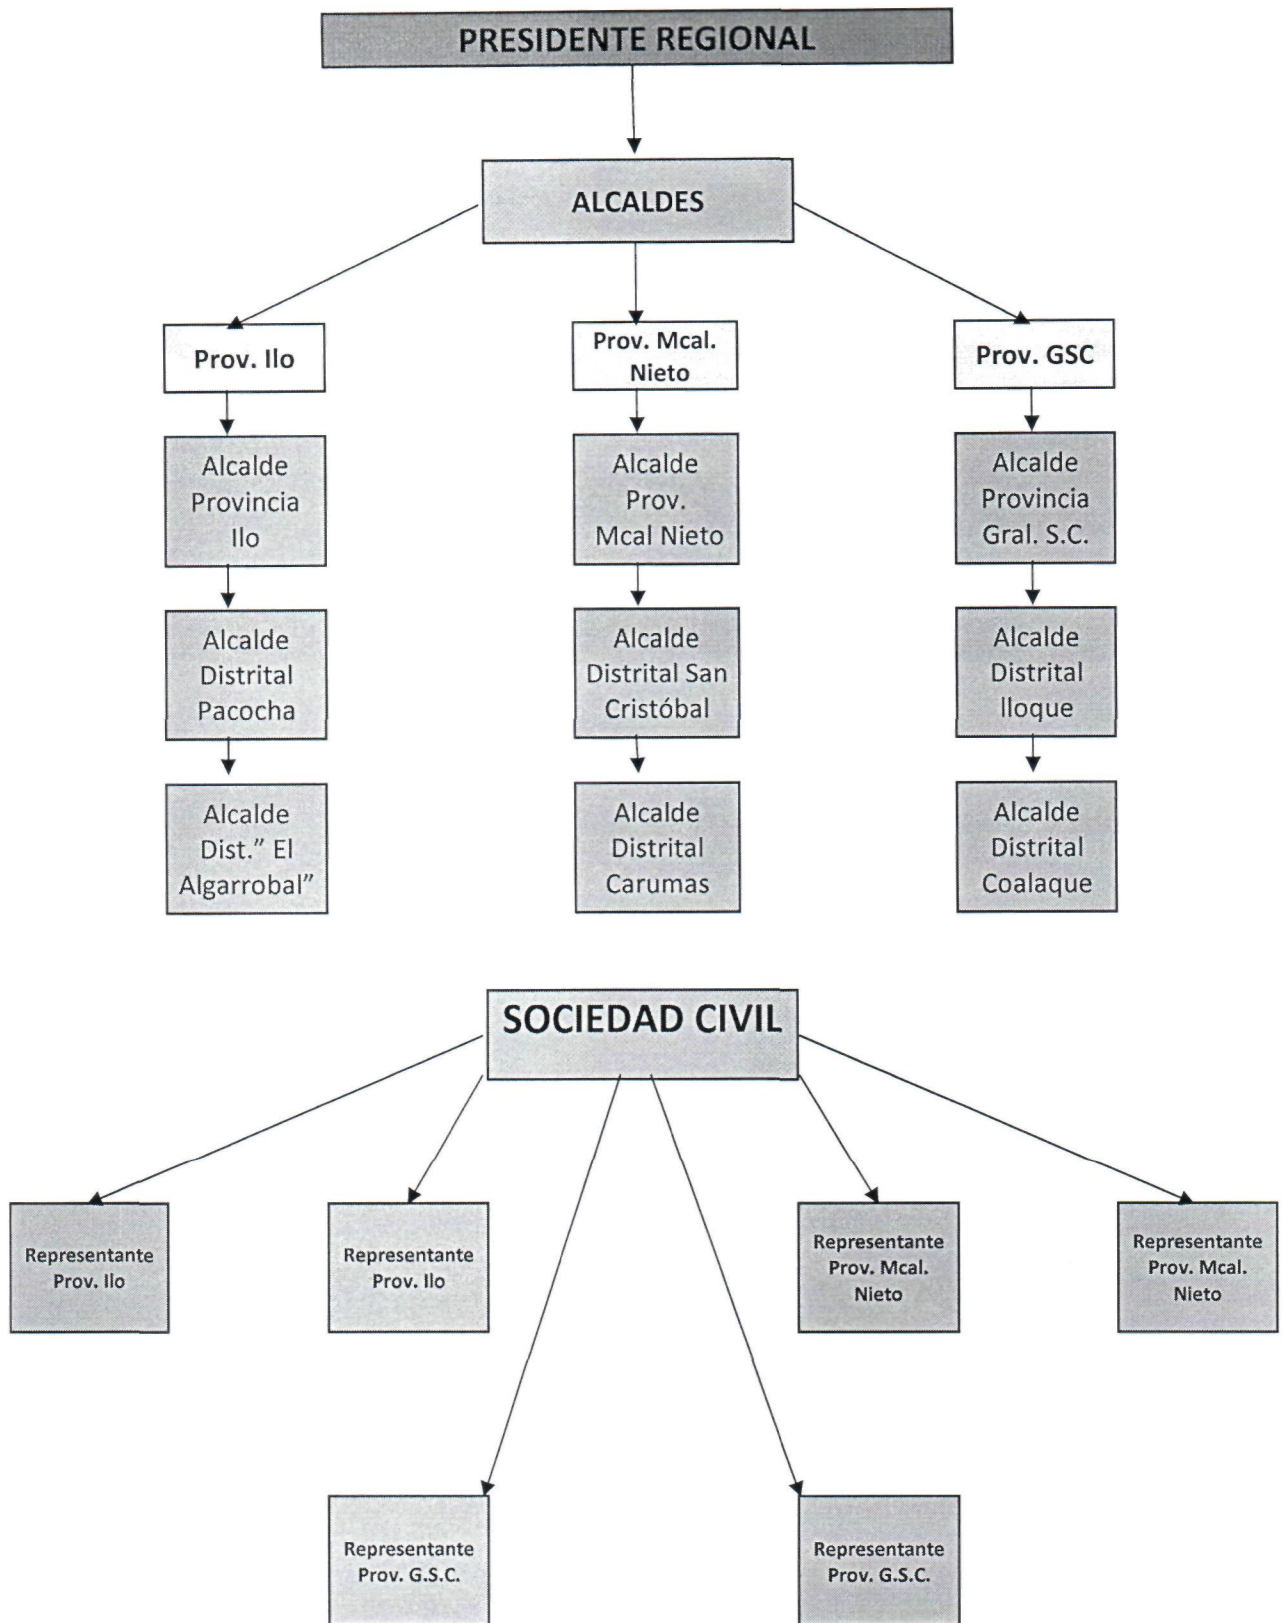 PRESIDENTE REGIONAL
ALCALDES
Prov. Ilo
Prov. Mcal.
Nieto
Prov. GSC
Alcalde
Provincia
Ilo
Alcalde
Prov.
Mcal Nieto
Alcalde
Provincia
Gral. S.C.
Alcalde
Distrital
Pacocha
Alcalde
Distrital San
Cristóbal
Alcalde
Distrital
lloque
Alcalde
Dist.” El
Algarrobal”
Alcalde
Distrital
Carumas
Alcalde
Distrital
Coalaque
SOCIEDAD CIVIL
Representante
Prov. Ilo
Representante
Prov. Ilo
Representante
Prov. Mcal.
Nieto
Representante
Prov. Mcal.
Nieto
Representante
Prov. G.S.C.
Representante
Prov. G.S.C.